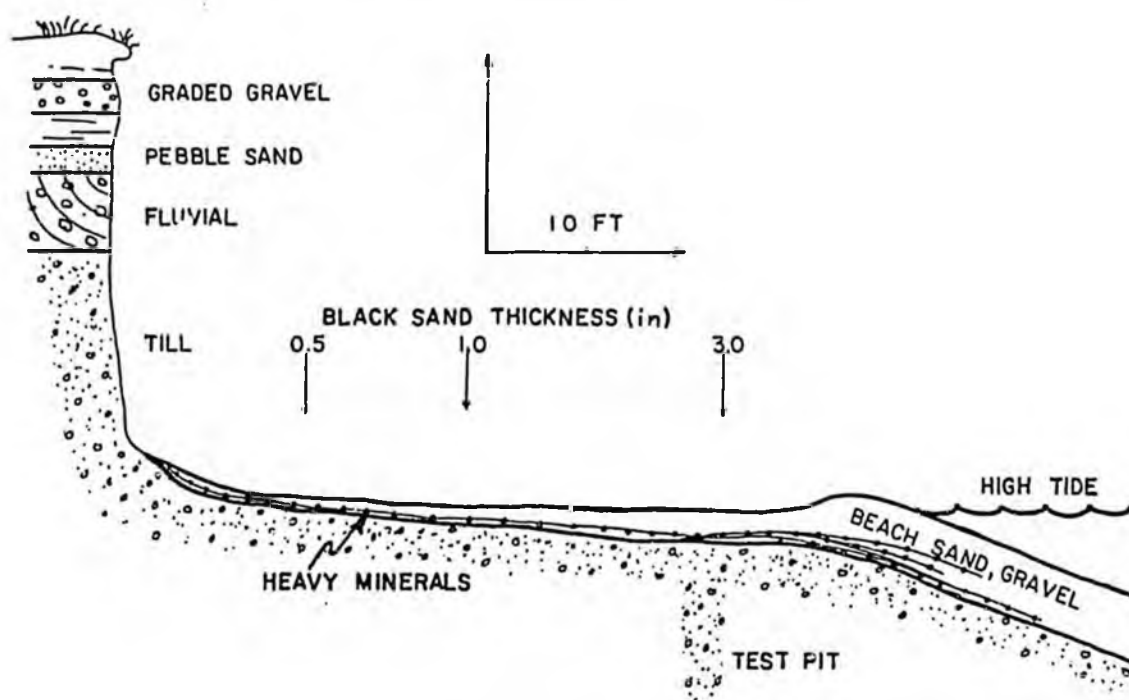 GRADED GRAVEL
PEBBLE SAND
FLUVIAL
10 FT
BLACK SAND THICKNESS (in)
TILL
0.5
1.0
3.0
HIGH TIDE
BEACH SAND, GRAVEL
HEAVY MINERALS
TEST PIT